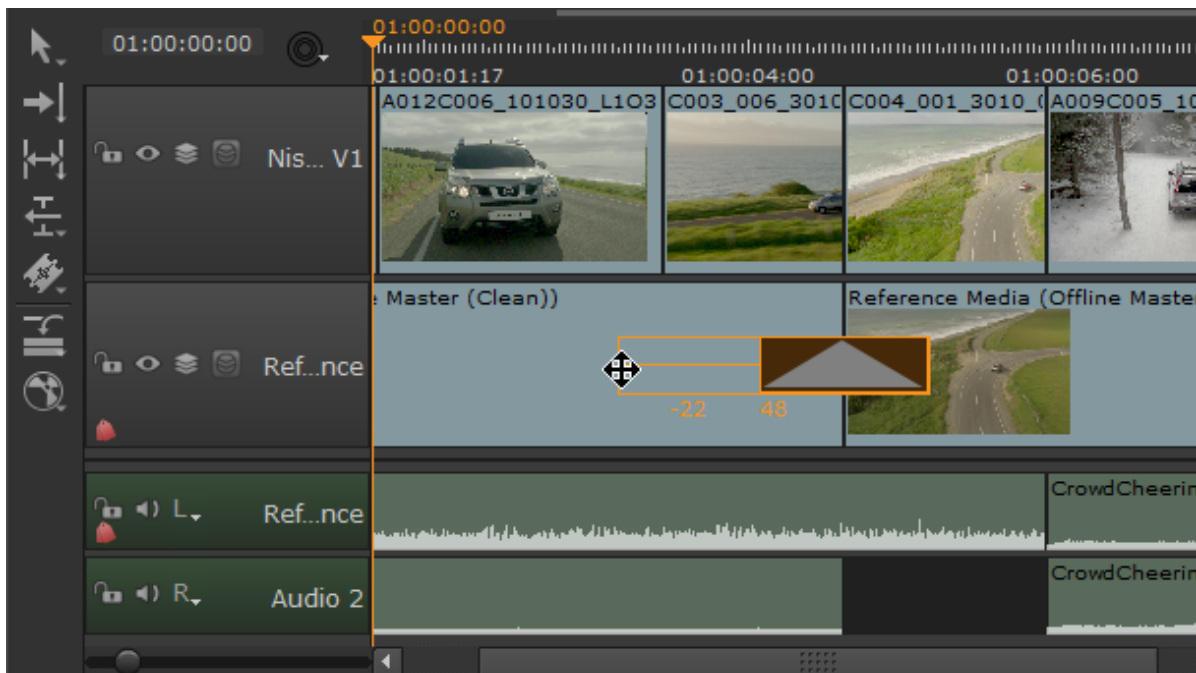 01:00:00:00
01:00:00:00
01:00:01:17 01:00:04:00 01:00:06:00
A012C006_101030_L1O3 C003_006_301 C004_001_3010_ A009C005_10
Nis... V1
e Master (Clean)) Reference Media (Offline Maste
Ref...nce
-22 48
CrowdCheerin
L Ref...nce
CrowdCheerin
R Audio 2